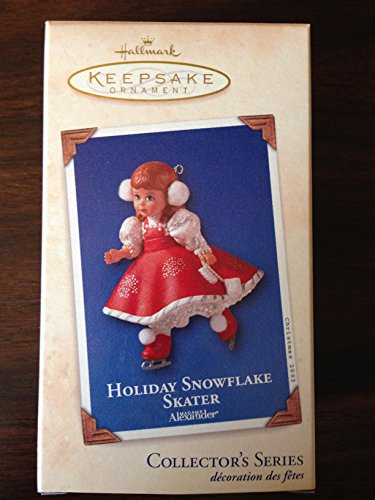 Hallmark
KEEPSAKE
ORNAMENT
Christmas 2003
HOLIDAY SNOWFLAKE
SKATER
MADAME
Alexander
COLLECTOR'S SERIES
décoration des fêtes